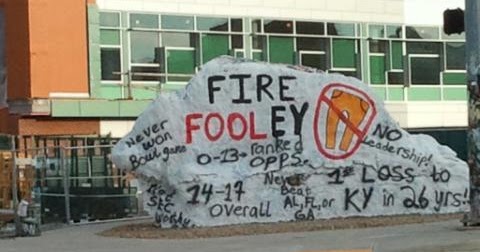 FIRE
FOOLEY
Never
won
Bowl game
0-13 → ranked
OPPS.
NO
Leadership!
14-17
Overall
Never
Beat
AL, FL, or
GA
1st LOSS to
KY in 26 yrs!!